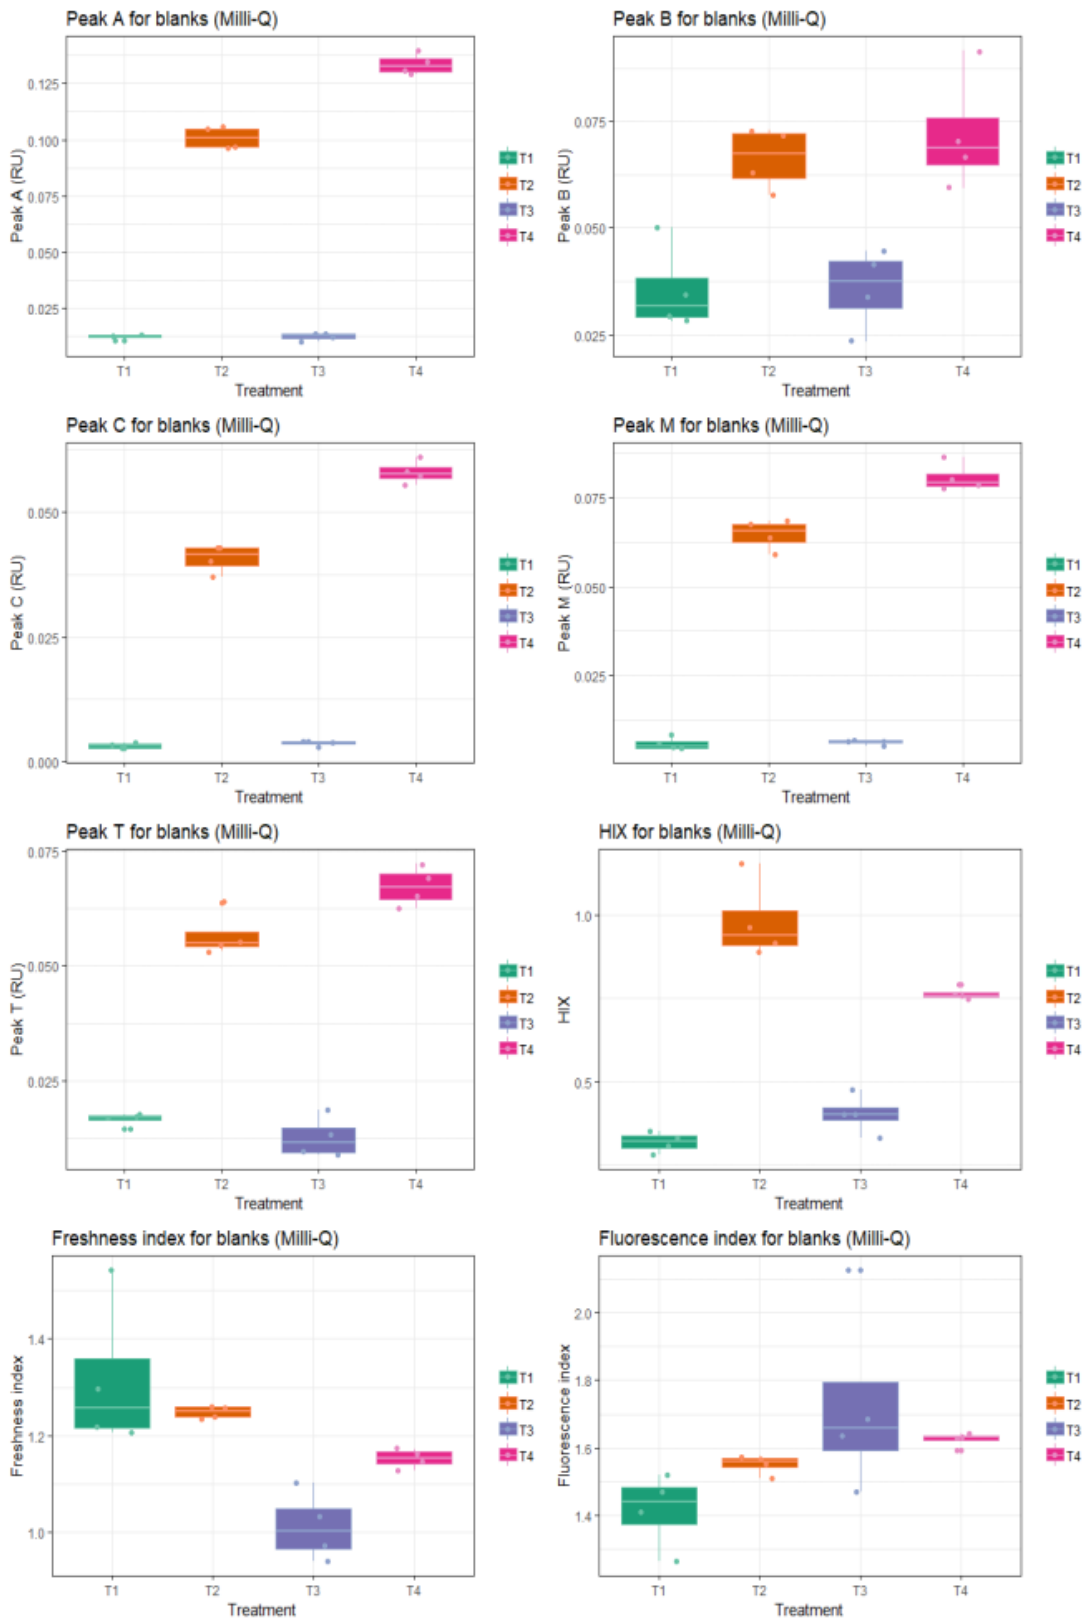 Peak A for blanks (Milli-Q)
Peak A (RU)
0.125
0.100
0.075
0.050
0.025
T1 T2 T3 T4
Treatment
T1
T2
T3
T4
Peak B for blanks (Milli-Q)
Peak B (RU)
0.075
0.050
0.025
T1 T2 T3 T4
Treatment
T1
T2
T3
T4
Peak C for blanks (Milli-Q)
Peak C (RU)
0.050
0.025
0.000
T1 T2 T3 T4
Treatment
T1
T2
T3
T4
Peak M for blanks (Milli-Q)
Peak M (RU)
0.075
0.050
0.025
T1 T2 T3 T4
Treatment
T1
T2
T3
T4
Peak T for blanks (Milli-Q)
Peak T (RU)
0.075
0.050
0.025
T1 T2 T3 T4
Treatment
T1
T2
T3
T4
HIX for blanks (Milli-Q)
HIX
1.0
0.5
T1 T2 T3 T4
Treatment
T1
T2
T3
T4
Freshness index for blanks (Milli-Q)
Freshness index
1.4
1.2
1.0
T1 T2 T3 T4
Treatment
T1
T2
T3
T4
Fluorescence index for blanks (Milli-Q)
Fluorescence index
2.0
1.8
1.6
1.4
T1 T2 T3 T4
Treatment
T1
T2
T3
T4